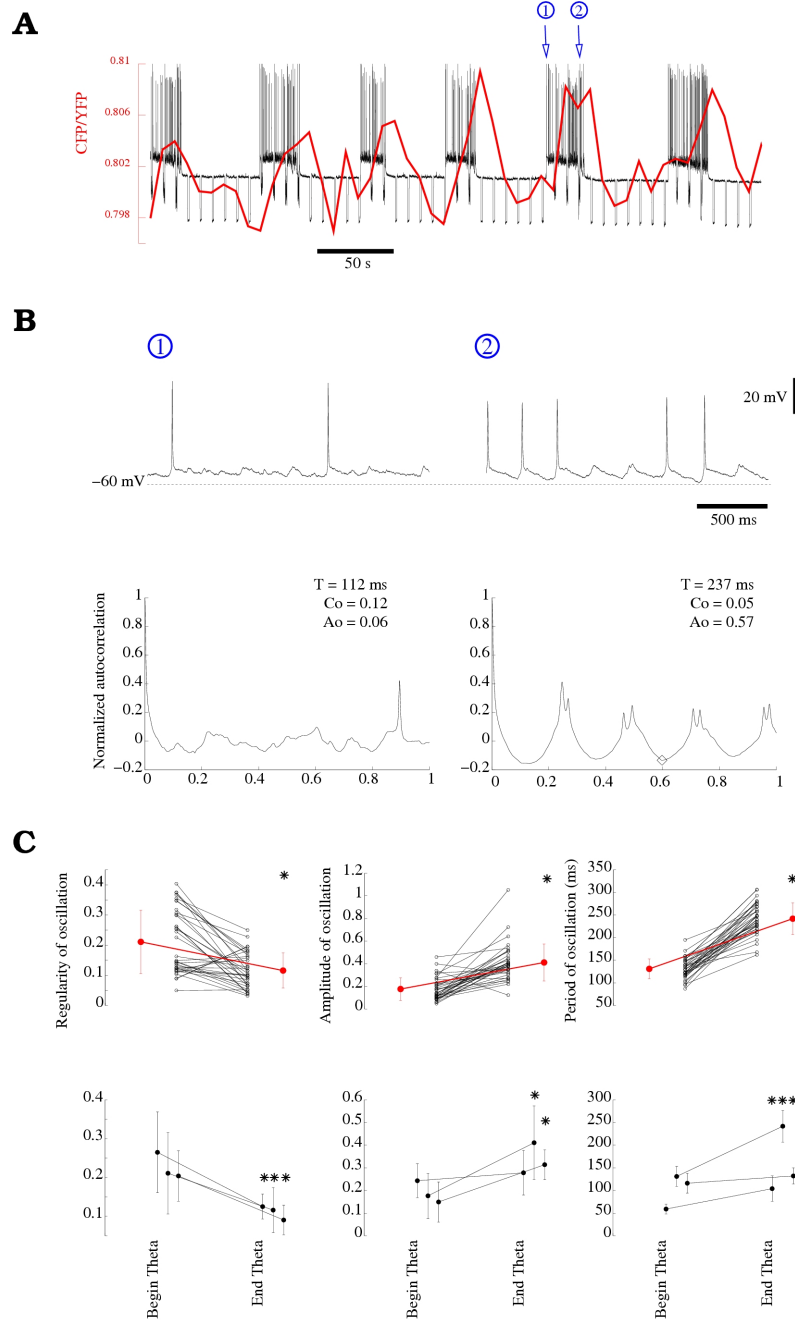 A
1 2
CFP/YFP
0.81
0.806
0.802
0.798
50 s
B
1 2
20 mV
−60 mV
500 ms
Normalized autocorrelation
T = 112 ms
Co = 0.12
Ao = 0.06
1
0.8
0.6
0.4
0.2
0
−0.2
0 0.2 0.4 0.6 0.8 1
T = 237 ms
Co = 0.05
Ao = 0.57
1
0.8
0.6
0.4
0.2
0
−0.2
0 0.2 0.4 0.6 0.8 1
C
Regularity of oscillation
0.4
0.3
0.2
0.1
0
*
Amplitude of oscillation
1.2
1
0.8
0.6
0.4
0.2
0
*
Period of oscillation (ms)
350
300
250
200
150
100
50
*
0.4
0.3
0.2
0.1
***
Begin Theta
End Theta
0.6
0.5
0.4
0.3
0.2
0.1
0
*
*
Begin Theta
End Theta
300
250
200
150
100
50
0
***
Begin Theta
End Theta